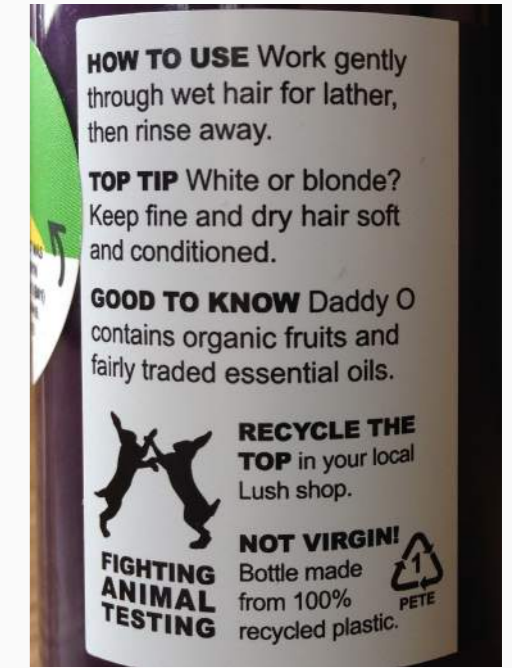 HOW TO USE Work gently
through wet hair for lather,
then rinse away.
TOP TIP White or blonde?
Keep fine and dry hair soft
and conditioned.
GOOD TO KNOW Daddy O
contains organic fruits and
fairly traded essential oils.
RECYCLE THE
TOP in your local
Lush shop.
FIGHTING
ANIMAL
TESTING
NOT VIRGIN!
Bottle made
from 100%
recycled plastic.
1
PETE